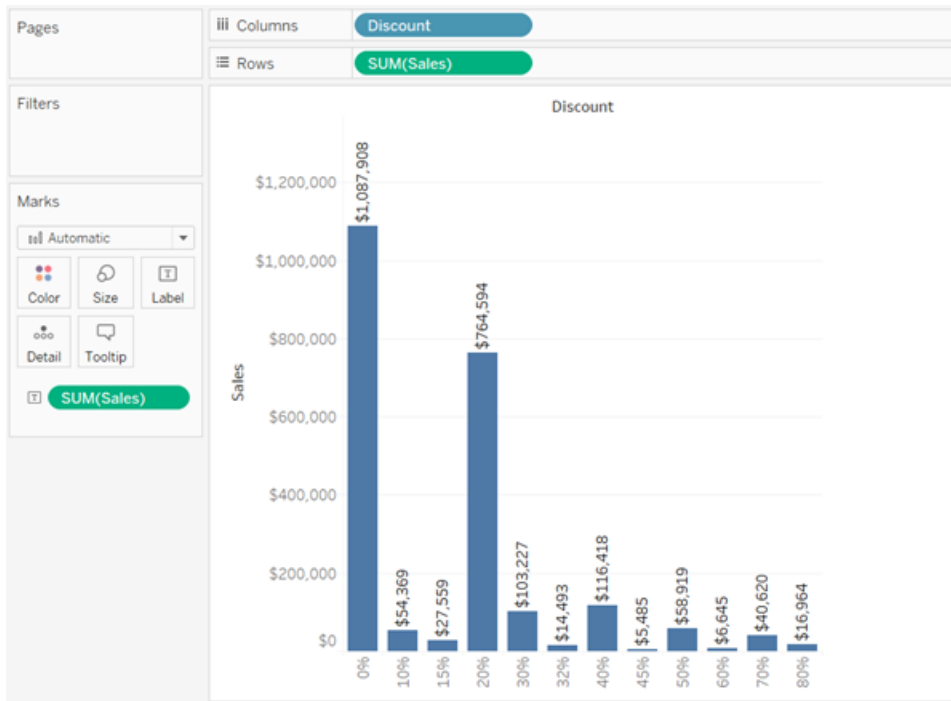 Pages
Columns
Discount
Rows
SUM(Sales)
Filters
Marks
Automatic
Color
Size
T
Label
Detail
Tooltip
T
SUM(Sales)
Discount
Sales
$1,200,000
$1,000,000
$800,000
$600,000
$400,000
$200,000
$0
$1,087,908
$54,369
$27,559
$764,594
$103,227
$14,493
$116,418
$5,485
$58,919
$6,645
$40,620
$16,964
0%
10%
15%
20%
30%
32%
40%
45%
50%
60%
70%
80%